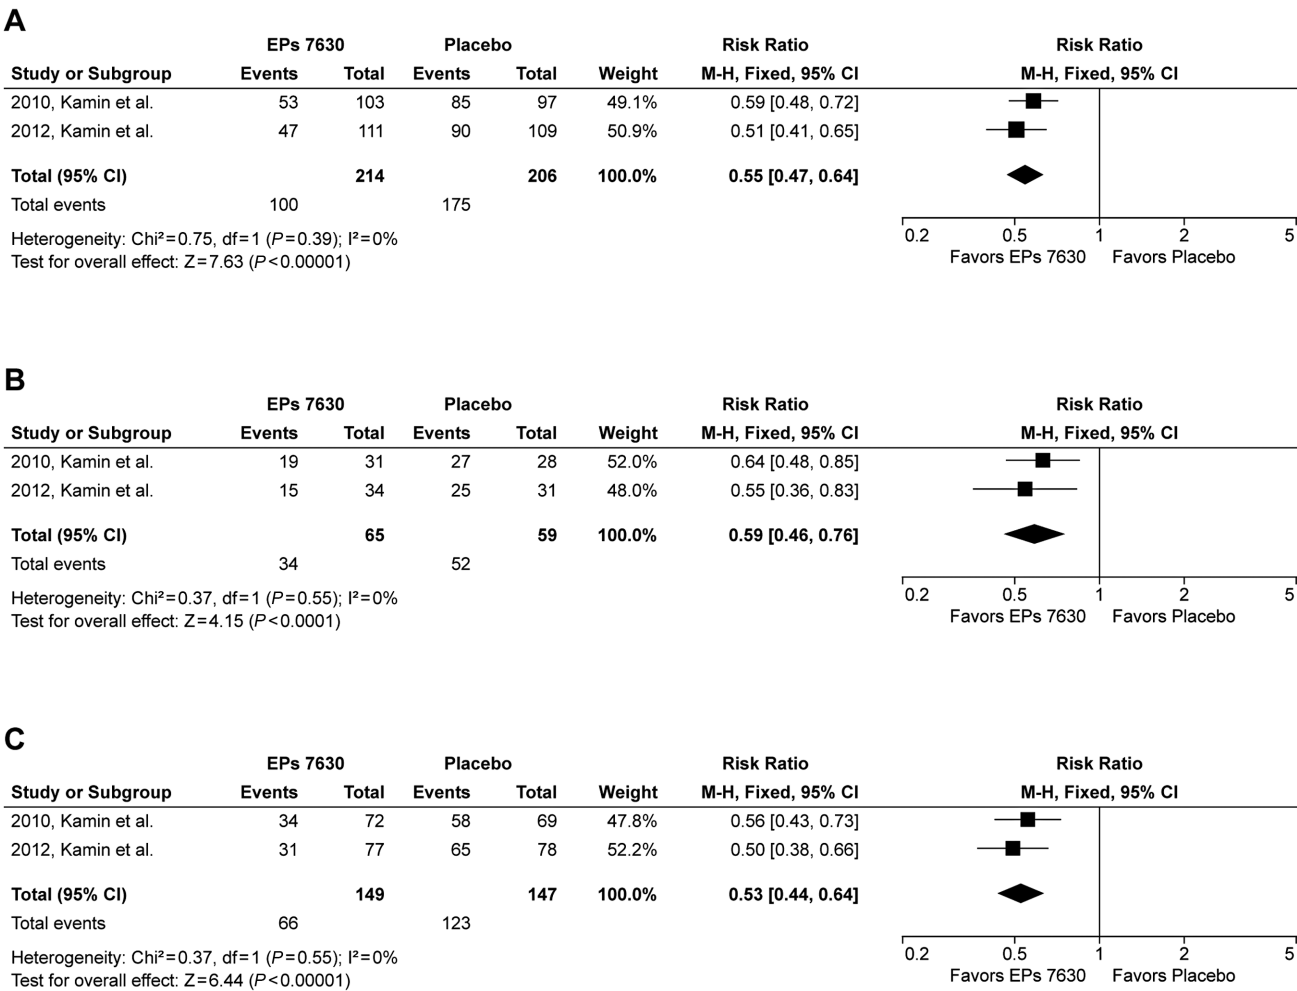 A
EPs 7630 Placebo Risk Ratio Risk Ratio
Study or Subgroup Events Total Events Total Weight M-H, Fixed, 95% CI M-H, Fixed, 95% CI
2010, Kamin et al. 53 103 85 97 49.1% 0.59 [0.48, 0.72]
2012, Kamin et al. 47 111 90 109 50.9% 0.51 [0.41, 0.65]
Total (95% CI) 214 206 100.0% 0.55 [0.47, 0.64]
Total events 100 175
0.2 0.5 1 2 5
Heterogeneity: Chi²=0.75, df=1 (P=0.39); I²=0%
Favors EPs 7630 Favors Placebo
Test for overall effect: Z=7.63 (P<0.00001)
B
EPs 7630 Placebo Risk Ratio Risk Ratio
Study or Subgroup Events Total Events Total Weight M-H, Fixed, 95% CI M-H, Fixed, 95% CI
2010, Kamin et al. 19 31 27 28 52.0% 0.64 [0.48, 0.85]
2012, Kamin et al. 15 34 25 31 48.0% 0.55 [0.36, 0.83]
Total (95% CI) 65 59 100.0% 0.59 [0.46, 0.76]
Total events 34 52
0.2 0.5 1 2 5
Heterogeneity: Chi²=0.37, df=1 (P=0.55); I²=0%
Favors EPs 7630 Favors Placebo
Test for overall effect: Z=4.15 (P<0.0001)
C
EPs 7630 Placebo Risk Ratio Risk Ratio
Study or Subgroup Events Total Events Total Weight M-H, Fixed, 95% CI M-H, Fixed, 95% CI
2010, Kamin et al. 34 72 58 69 47.8% 0.56 [0.43, 0.73]
2012, Kamin et al. 31 77 65 78 52.2% 0.50 [0.38, 0.66]
Total (95% CI) 149 147 100.0% 0.53 [0.44, 0.64]
Total events 66 123
0.2 0.5 1 2 5
Heterogeneity: Chi²=0.37, df=1 (P=0.55); I²=0%
Favors EPs 7630 Favors Placebo
Test for overall effect: Z=6.44 (P<0.00001)